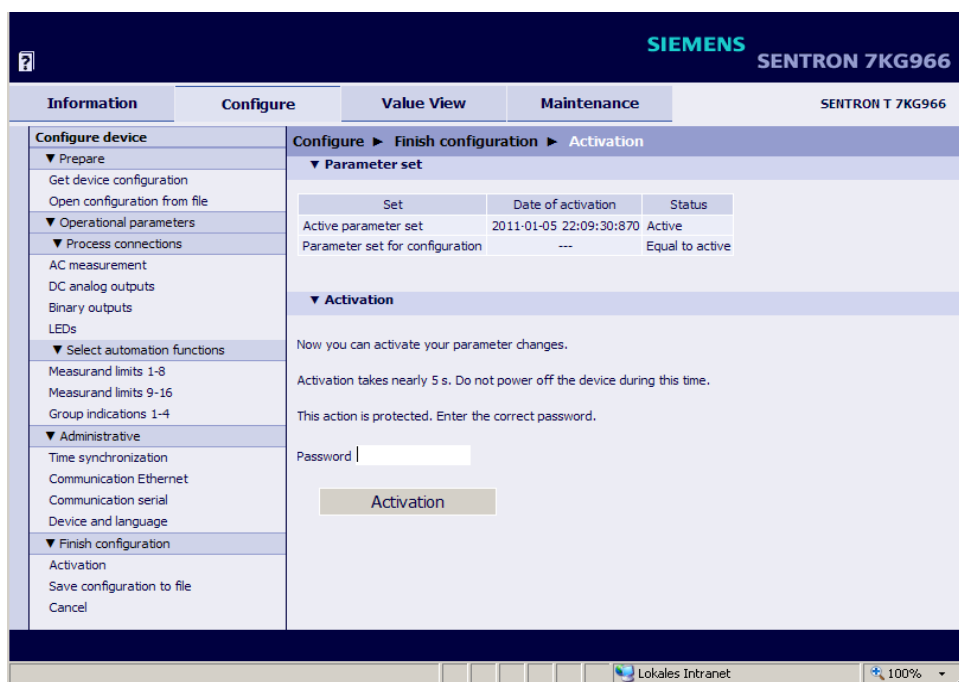 SIEMENS
?
SENTRON 7KG966
Information Configure Value View Maintenance SENTRON T 7KG966
Configure device
▼ Prepare
Get device configuration
Open configuration from file
▼ Operational parameters
▼ Process connections
AC measurement
DC analog outputs
Binary outputs
LEDs
▼ Select automation functions
Measurand limits 1-8
Measurand limits 9-16
Group indications 1-4
▼ Administrative
Time synchronization
Communication Ethernet
Communication serial
Device and language
▼ Finish configuration
Activation
Save configuration to file
Cancel
Configure ► Finish configuration ► Activation
▼ Parameter set
Set Date of activation Status
Active parameter set 2011-01-05 22:09:30:870 Active
Parameter set for configuration --- Equal to active
▼ Activation
Now you can activate your parameter changes.
Activation takes nearly 5 s. Do not power off the device during this time.
This action is protected. Enter the correct password.
Password
Activation
Lokales Intranet 100%